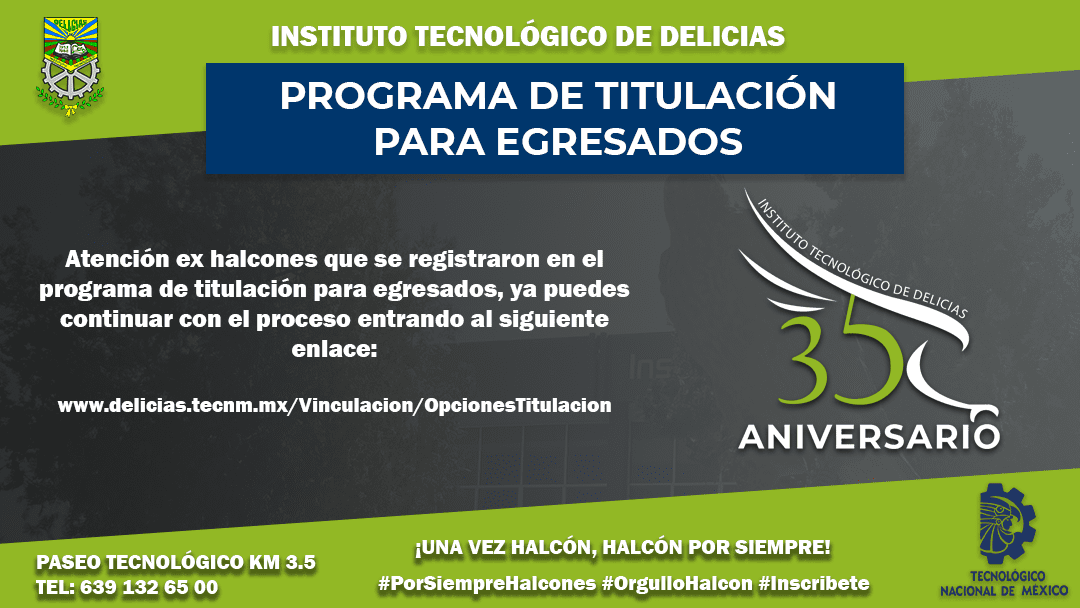 DELICIAS
INSTITUTO TECNOLÓGICO DE DELICIAS
PROGRAMA DE TITULACIÓN
PARA EGRESADOS
Atención ex halcones que se registraron en el
programa de titulación para egresados, ya puedes
continuar con el proceso entrando al siguiente
enlace:
www.delicias.tecnm.mx/Vinculacion/OpcionesTitulacion
INSTITUTO TECNOLÓGICO DE DELICIAS
35
ANIVERSARIO
Ins
PASEO TECNOLÓGICO KM 3.5
TEL: 639 132 65 00
¡UNA VEZ HALCÓN, HALCÓN POR SIEMPRE!
#PorSiempreHalcones #OrgulloHalcon #Inscribete
TECNOLÓGICO
NACIONAL DE MÉXICO